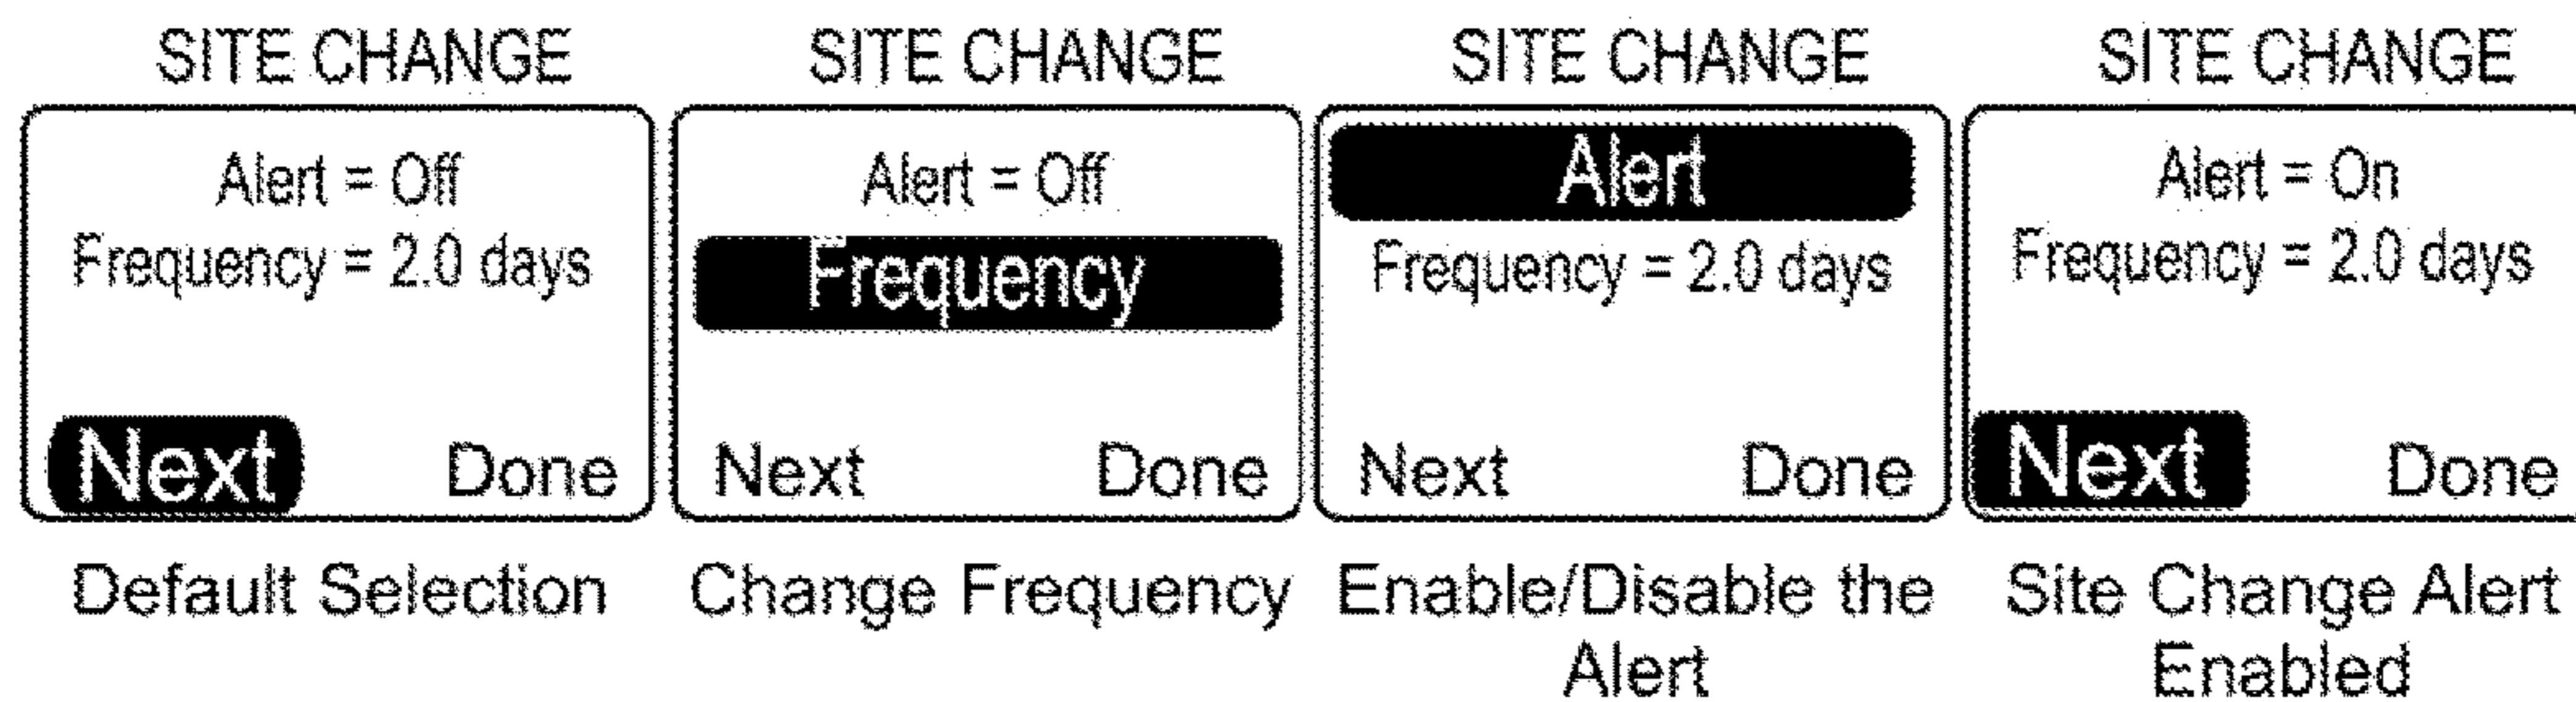 SITE CHANGE
Alert = Off
Frequency = 2.0 days
Next Done
Default Selection
SITE CHANGE
Alert = Off
Frequency
Next Done
Change Frequency
SITE CHANGE
Alert
Frequency = 2.0 days
Next Done
Enable/Disable the
Alert
SITE CHANGE
Alert = On
Frequency = 2.0 days
Next Done
Site Change Alert
Enabled